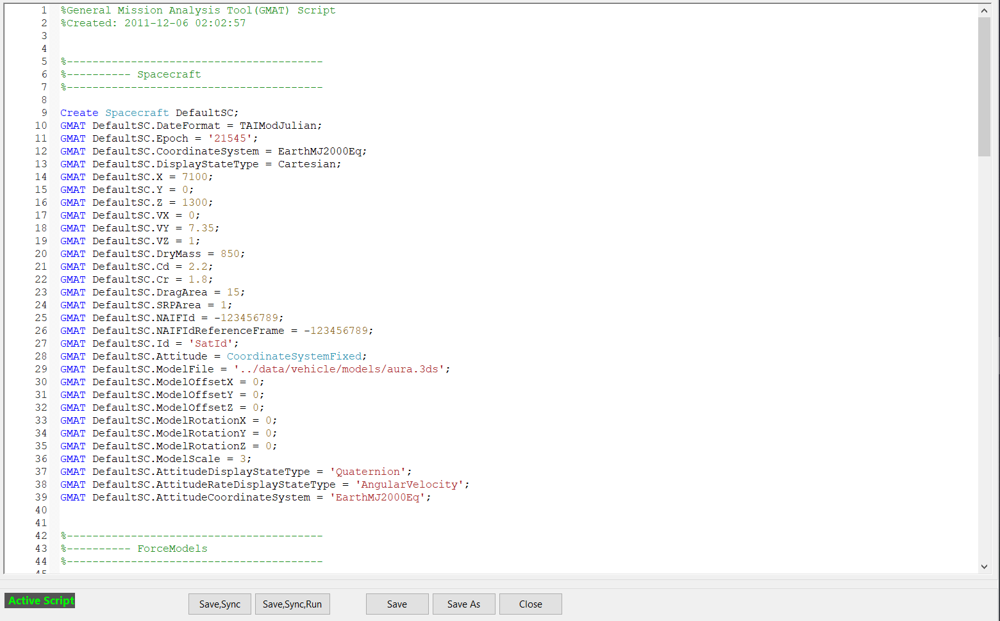 1 %General Mission Analysis Tool(GMAT) Script
2 %Created: 2011-12-06 02:02:57
3
4
5 %----------------------------------------
6 %---------- Spacecraft
7 %----------------------------------------
8
9 Create Spacecraft DefaultSC;
10 GMAT DefaultSC.DateFormat = TAIModJulian;
11 GMAT DefaultSC.Epoch = '21545';
12 GMAT DefaultSC.CoordinateSystem = EarthMJ2000Eq;
13 GMAT DefaultSC.DisplayStateType = Cartesian;
14 GMAT DefaultSC.X = 7100;
15 GMAT DefaultSC.Y = 0;
16 GMAT DefaultSC.Z = 1300;
17 GMAT DefaultSC.VX = 0;
18 GMAT DefaultSC.VY = 7.35;
19 GMAT DefaultSC.VZ = 1;
20 GMAT DefaultSC.DryMass = 850;
21 GMAT DefaultSC.Cd = 2.2;
22 GMAT DefaultSC.Cr = 1.8;
23 GMAT DefaultSC.DragArea = 15;
24 GMAT DefaultSC.SRPArea = 1;
25 GMAT DefaultSC.NAIFId = -123456789;
26 GMAT DefaultSC.NAIFIdReferenceFrame = -123456789;
27 GMAT DefaultSC.Id = 'SatId';
28 GMAT DefaultSC.Attitude = CoordinateSystemFixed;
29 GMAT DefaultSC.ModelFile = '../data/vehicle/models/aura.3ds';
30 GMAT DefaultSC.ModelOffsetX = 0;
31 GMAT DefaultSC.ModelOffsetY = 0;
32 GMAT DefaultSC.ModelOffsetZ = 0;
33 GMAT DefaultSC.ModelRotationX = 0;
34 GMAT DefaultSC.ModelRotationY = 0;
35 GMAT DefaultSC.ModelRotationZ = 0;
36 GMAT DefaultSC.ModelScale = 3;
37 GMAT DefaultSC.AttitudeDisplayStateType = 'Quaternion';
38 GMAT DefaultSC.AttitudeRateDisplayStateType = 'AngularVelocity';
39 GMAT DefaultSC.AttitudeCoordinateSystem = 'EarthMJ2000Eq';
40
41
42 %----------------------------------------
43 %---------- ForceModels
44 %----------------------------------------
45
Active Script Save,Sync Save,Sync,Run Save Save As Close